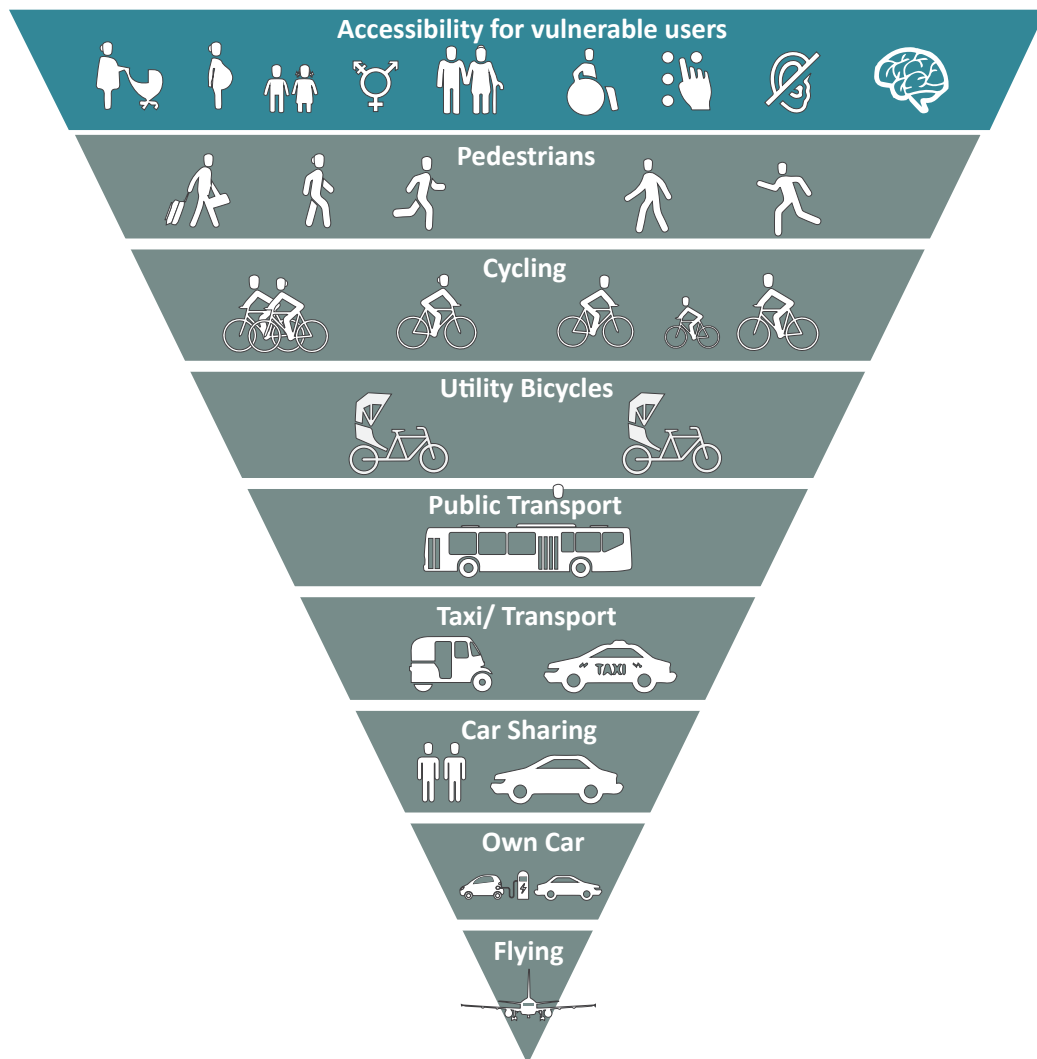 Accessibility for vulnerable users
Pedestrians
Cycling
Utility Bicycles
Public Transport
Taxi/ Transport
TAXI
Car Sharing
Own Car
Flying